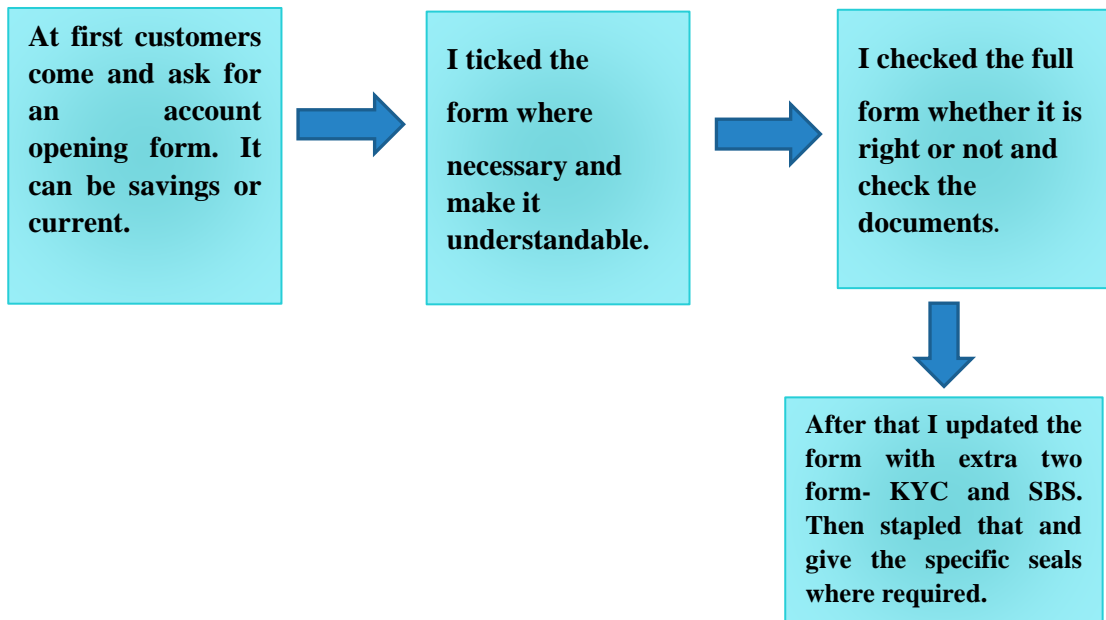 At first customers
come and ask for
an account
opening form. It
can be savings or
current.
I ticked the
form where
necessary and
make it
understandable.
I checked the full
form whether it is
right or not and
check the
documents.
After that I updated the
form with extra two
form- KYC and SBS.
Then stapled that and
give the specific seals
where required.